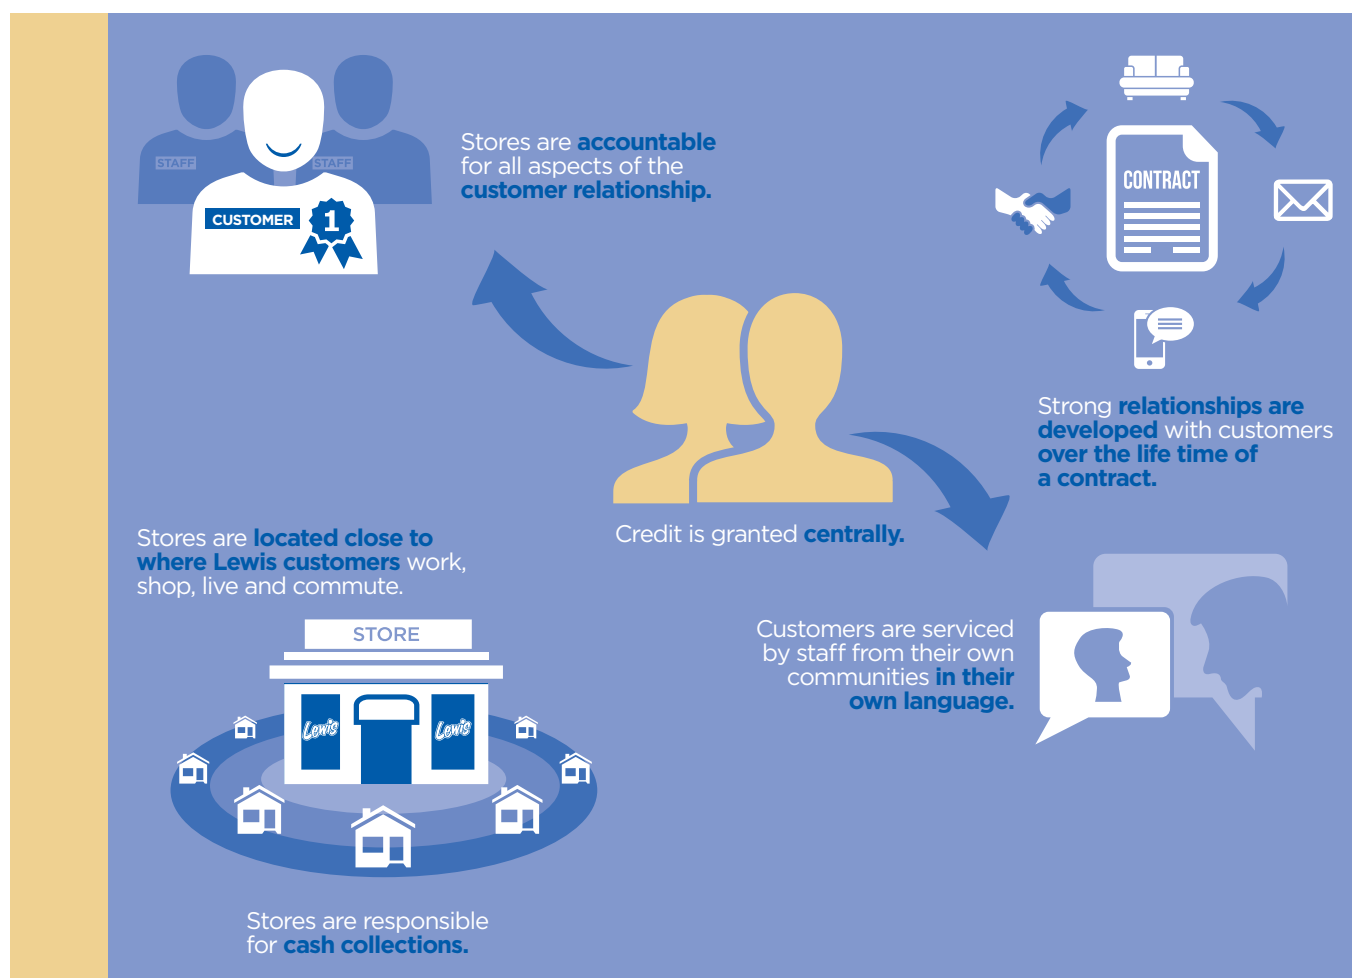 STAFF
STAFF
CUSTOMER
1
Stores are accountable
for all aspects of the
customer relationship.
CONTRACT
Strong relationships are
developed with customers
over the life time of
a contract.
Credit is granted centrally.
Stores are located close to
where Lewis customers work,
shop, live and commute.
STORE
Lewis
Lewis
Customers are serviced
by staff from their own
communities in their
own language.
Stores are responsible
for cash collections.